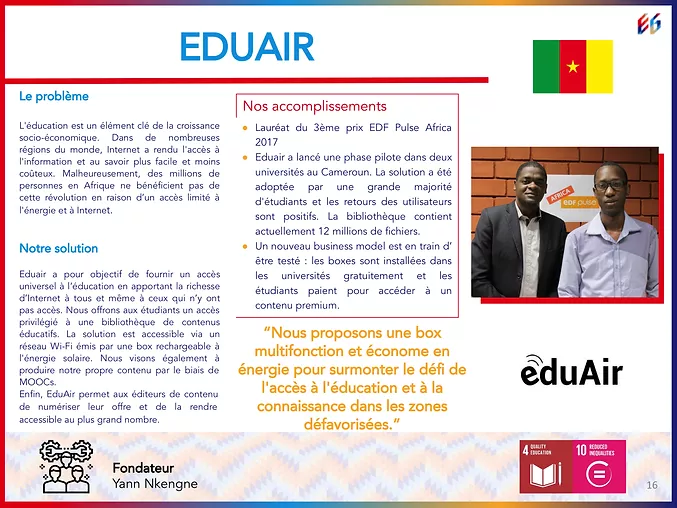 EG
EDUAIR
Le problème
L'éducation est un élément clé de la croissance
socio-économique. Dans de nombreuses
régions du monde, Internet a rendu l'accès à
l'information et au savoir plus facile et moins
coûteux. Malheureusement, des millions de
personnes en Afrique ne bénéficient pas de
cette révolution en raison d'un accès limité à
l'énergie et à Internet.
Notre solution
Eduair a pour objectif de fournir un accès
universel à l'éducation en apportant la richesse
d'Internet à tous et même à ceux qui n'y ont
pas accès. Nous offrons aux étudiants un accès
privilégié à une bibliothèque de contenus
éducatifs. La solution est accessible via un
réseau Wi-Fi émis par une box rechargeable à
l'énergie solaire. Nous visons également à
produire notre propre contenu par le biais de
MOOCs.
Enfin, EduAir permet aux éditeurs de contenu
de numériser leur offre et de la rendre
accessible au plus grand nombre.
Nos accomplissements
• Lauréat du 3ème prix EDF Pulse Africa
2017
• Eduair a lancé une phase pilote dans deux
universités au Cameroun. La solution a été
adoptée par une grande majorité
d'étudiants et les retours des utilisateurs
sont positifs. La bibliothèque contient
actuellement 12 millions de fichiers.
• Un nouveau business model est en train d'
être testé : les boxes sont installées dans
les universités gratuitement et les
étudiants paient pour accéder à un
contenu premium.
"Nous proposons une box
multifonction et économe en
énergie pour surmonter le défi de
l'accès à l'éducation et à la
connaissance dans les zones
défavorisées."
AFRICA
EDF pulse
eduAir
Fondateur
Yann Nkengne
4 QUALITY
EDUCATION
10 REDUCED
INEQUALITIES
16